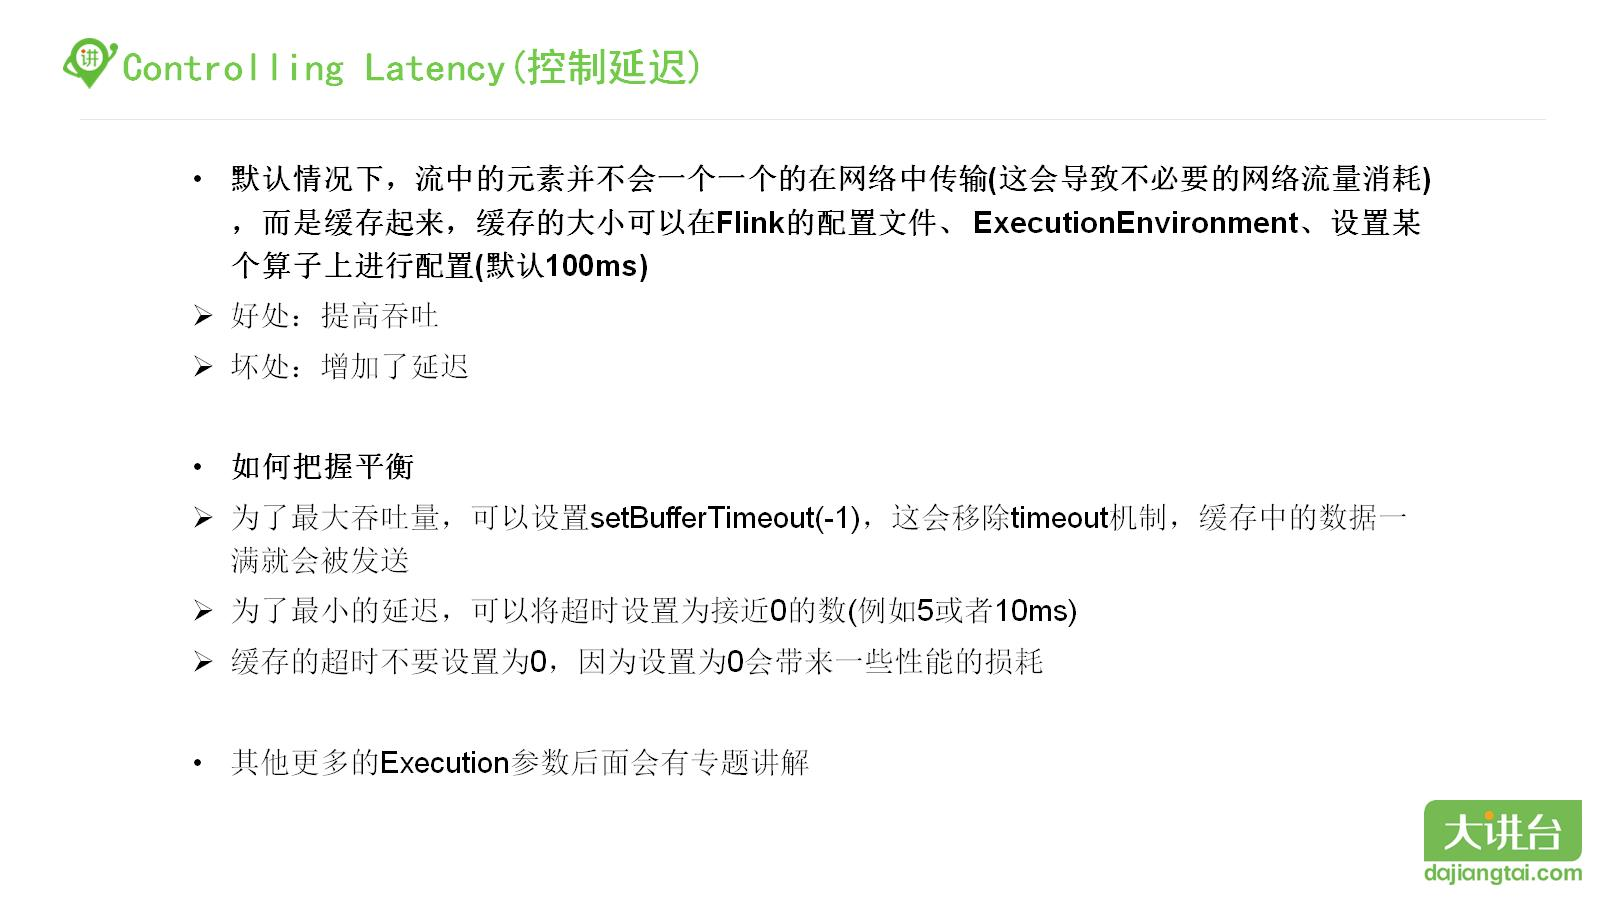 讲
Controlling Latency(控制延迟)
• 默认情况下，流中的元素并不会一个一个的在网络中传输(这会导致不必要的网络流量消耗)
，而是缓存起来，缓存的大小可以在Flink的配置文件、 ExecutionEnvironment、设置某
个算子上进行配置(默认100ms)
➢ 好处：提高吞吐
➢ 坏处：增加了延迟
• 如何把握平衡
➢ 为了最大吞吐量，可以设置setBufferTimeout(-1)，这会移除timeout机制，缓存中的数据一
满就会被发送
➢ 为了最小的延迟，可以将超时设置为接近0的数(例如5或者10ms)
➢ 缓存的超时不要设置为0，因为设置为0会带来一些性能的损耗
• 其他更多的Execution参数后面会有专题讲解
大讲台
dajiangtai.com